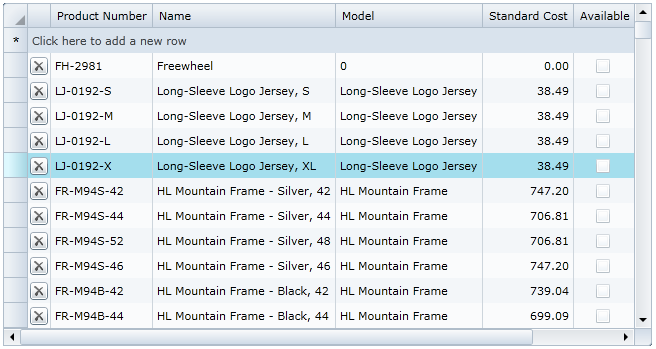 Product Number Name Model Standard Cost Available
* Click here to add a new row
FH-2981 Freewheel 0 0.00
LJ-0192-S Long-Sleeve Logo Jersey, S Long-Sleeve Logo Jersey 38.49
LJ-0192-M Long-Sleeve Logo Jersey, M Long-Sleeve Logo Jersey 38.49
LJ-0192-L Long-Sleeve Logo Jersey, L Long-Sleeve Logo Jersey 38.49
LJ-0192-X Long-Sleeve Logo Jersey, XL Long-Sleeve Logo Jersey 38.49
FR-M94S-42 HL Mountain Frame - Silver, 42 HL Mountain Frame 747.20
FR-M94S-44 HL Mountain Frame - Silver, 44 HL Mountain Frame 706.81
FR-M94S-52 HL Mountain Frame - Silver, 48 HL Mountain Frame 706.81
FR-M94S-46 HL Mountain Frame - Silver, 46 HL Mountain Frame 747.20
FR-M94B-42 HL Mountain Frame - Black, 42 HL Mountain Frame 739.04
FR-M94B-44 HL Mountain Frame - Black, 44 HL Mountain Frame 699.09